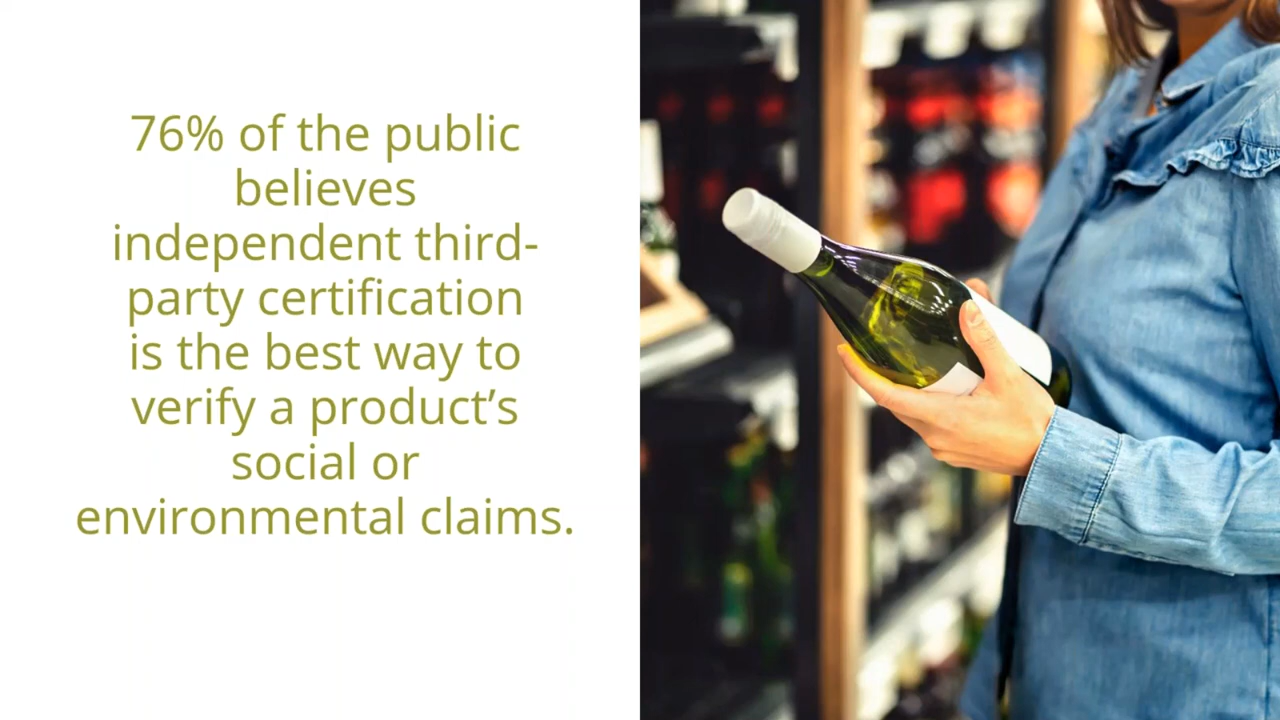 76% of the public
believes
independent third-
party certification
is the best way to
verify a product’s
social or
environmental claims.